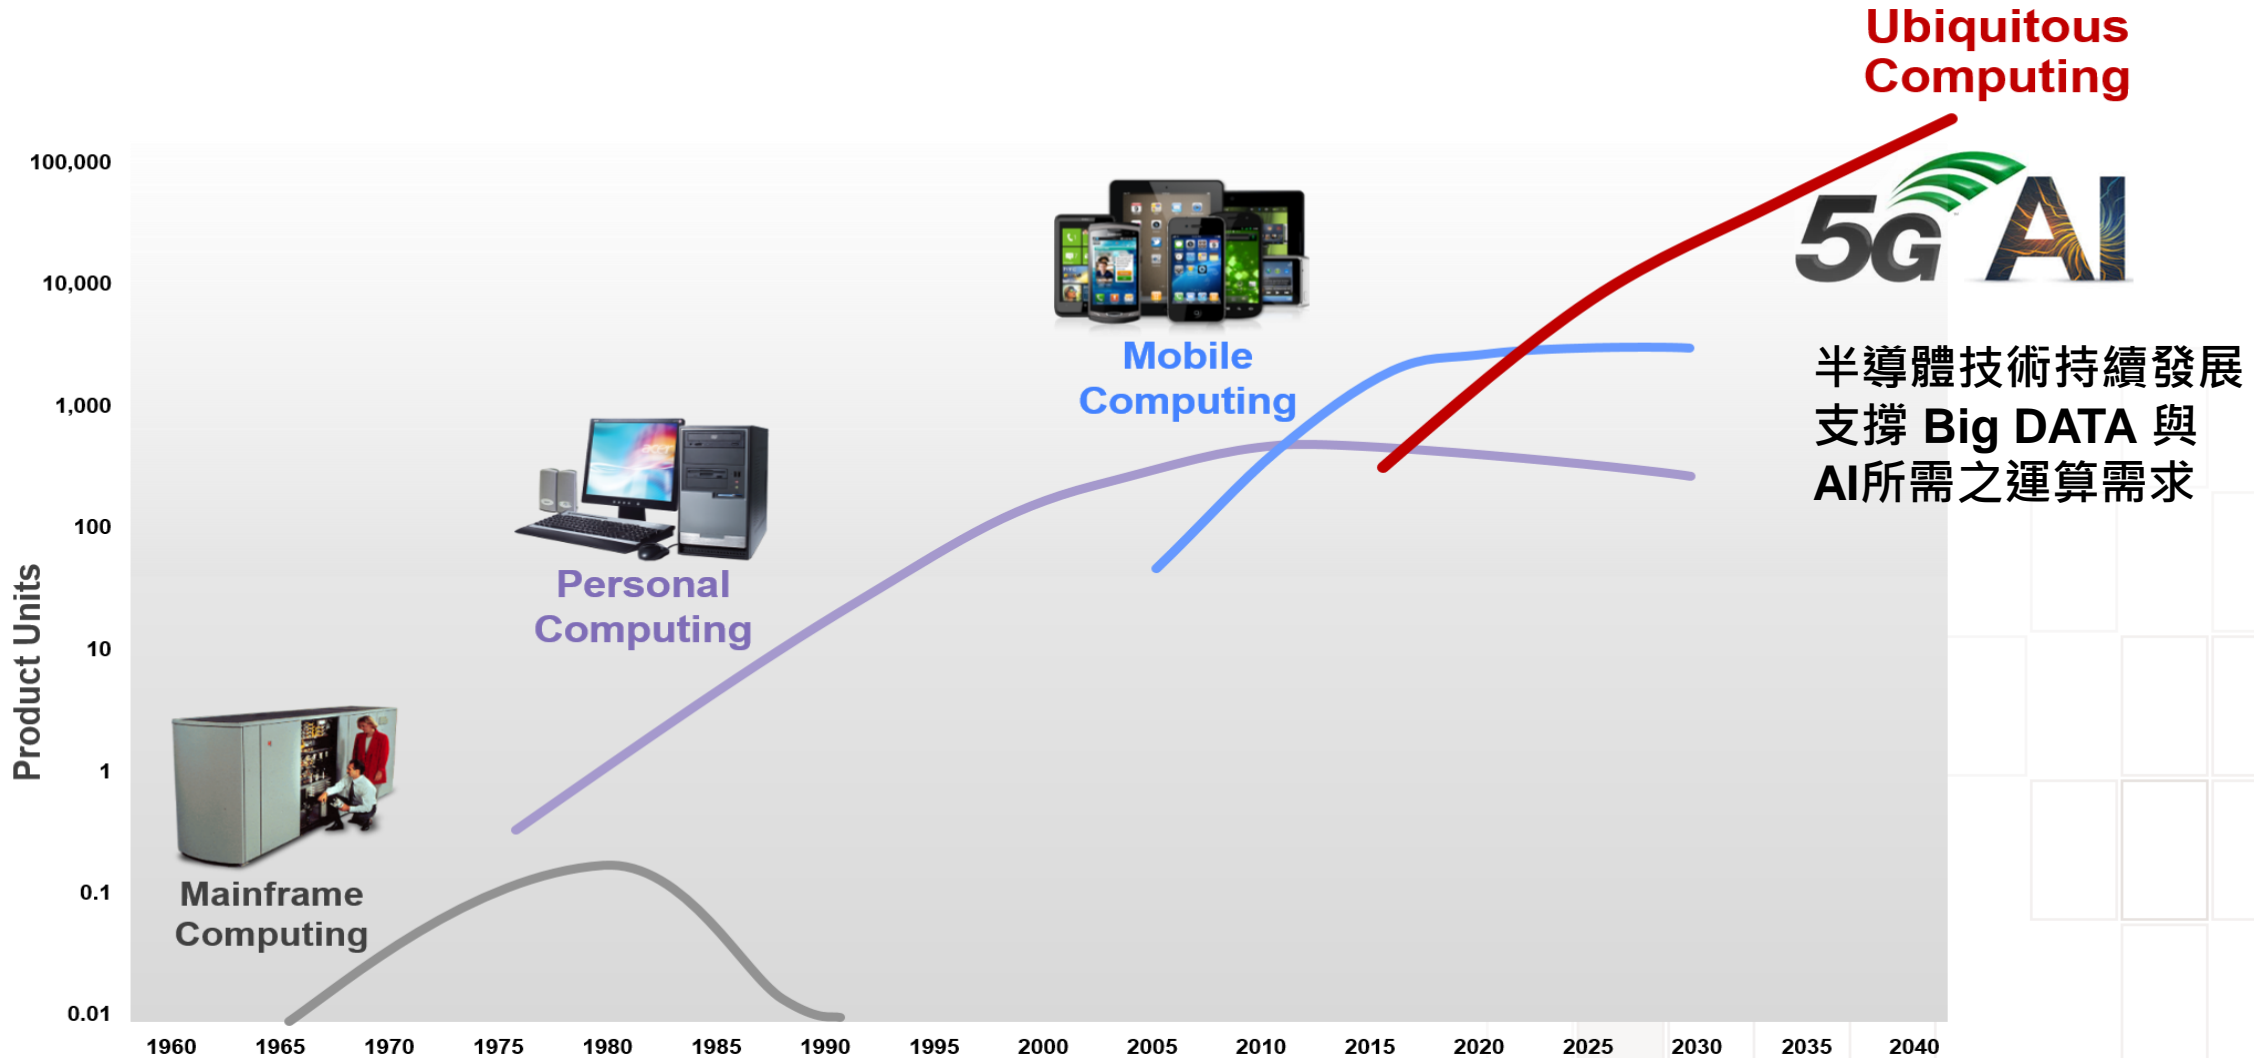 Ubiquitous
Computing
100,000
10,000
1,000
100
10
1
0.1
0.01
Product Units
Mobile
Computing
Personal
Computing
Mainframe
Computing
5G AI
半導體技術持續發展
支撐 Big DATA 與
AI所需之運算需求
1960 1965 1970 1975 1980 1985 1990 1995 2000 2005 2010 2015 2020 2025 2030 2035 2040